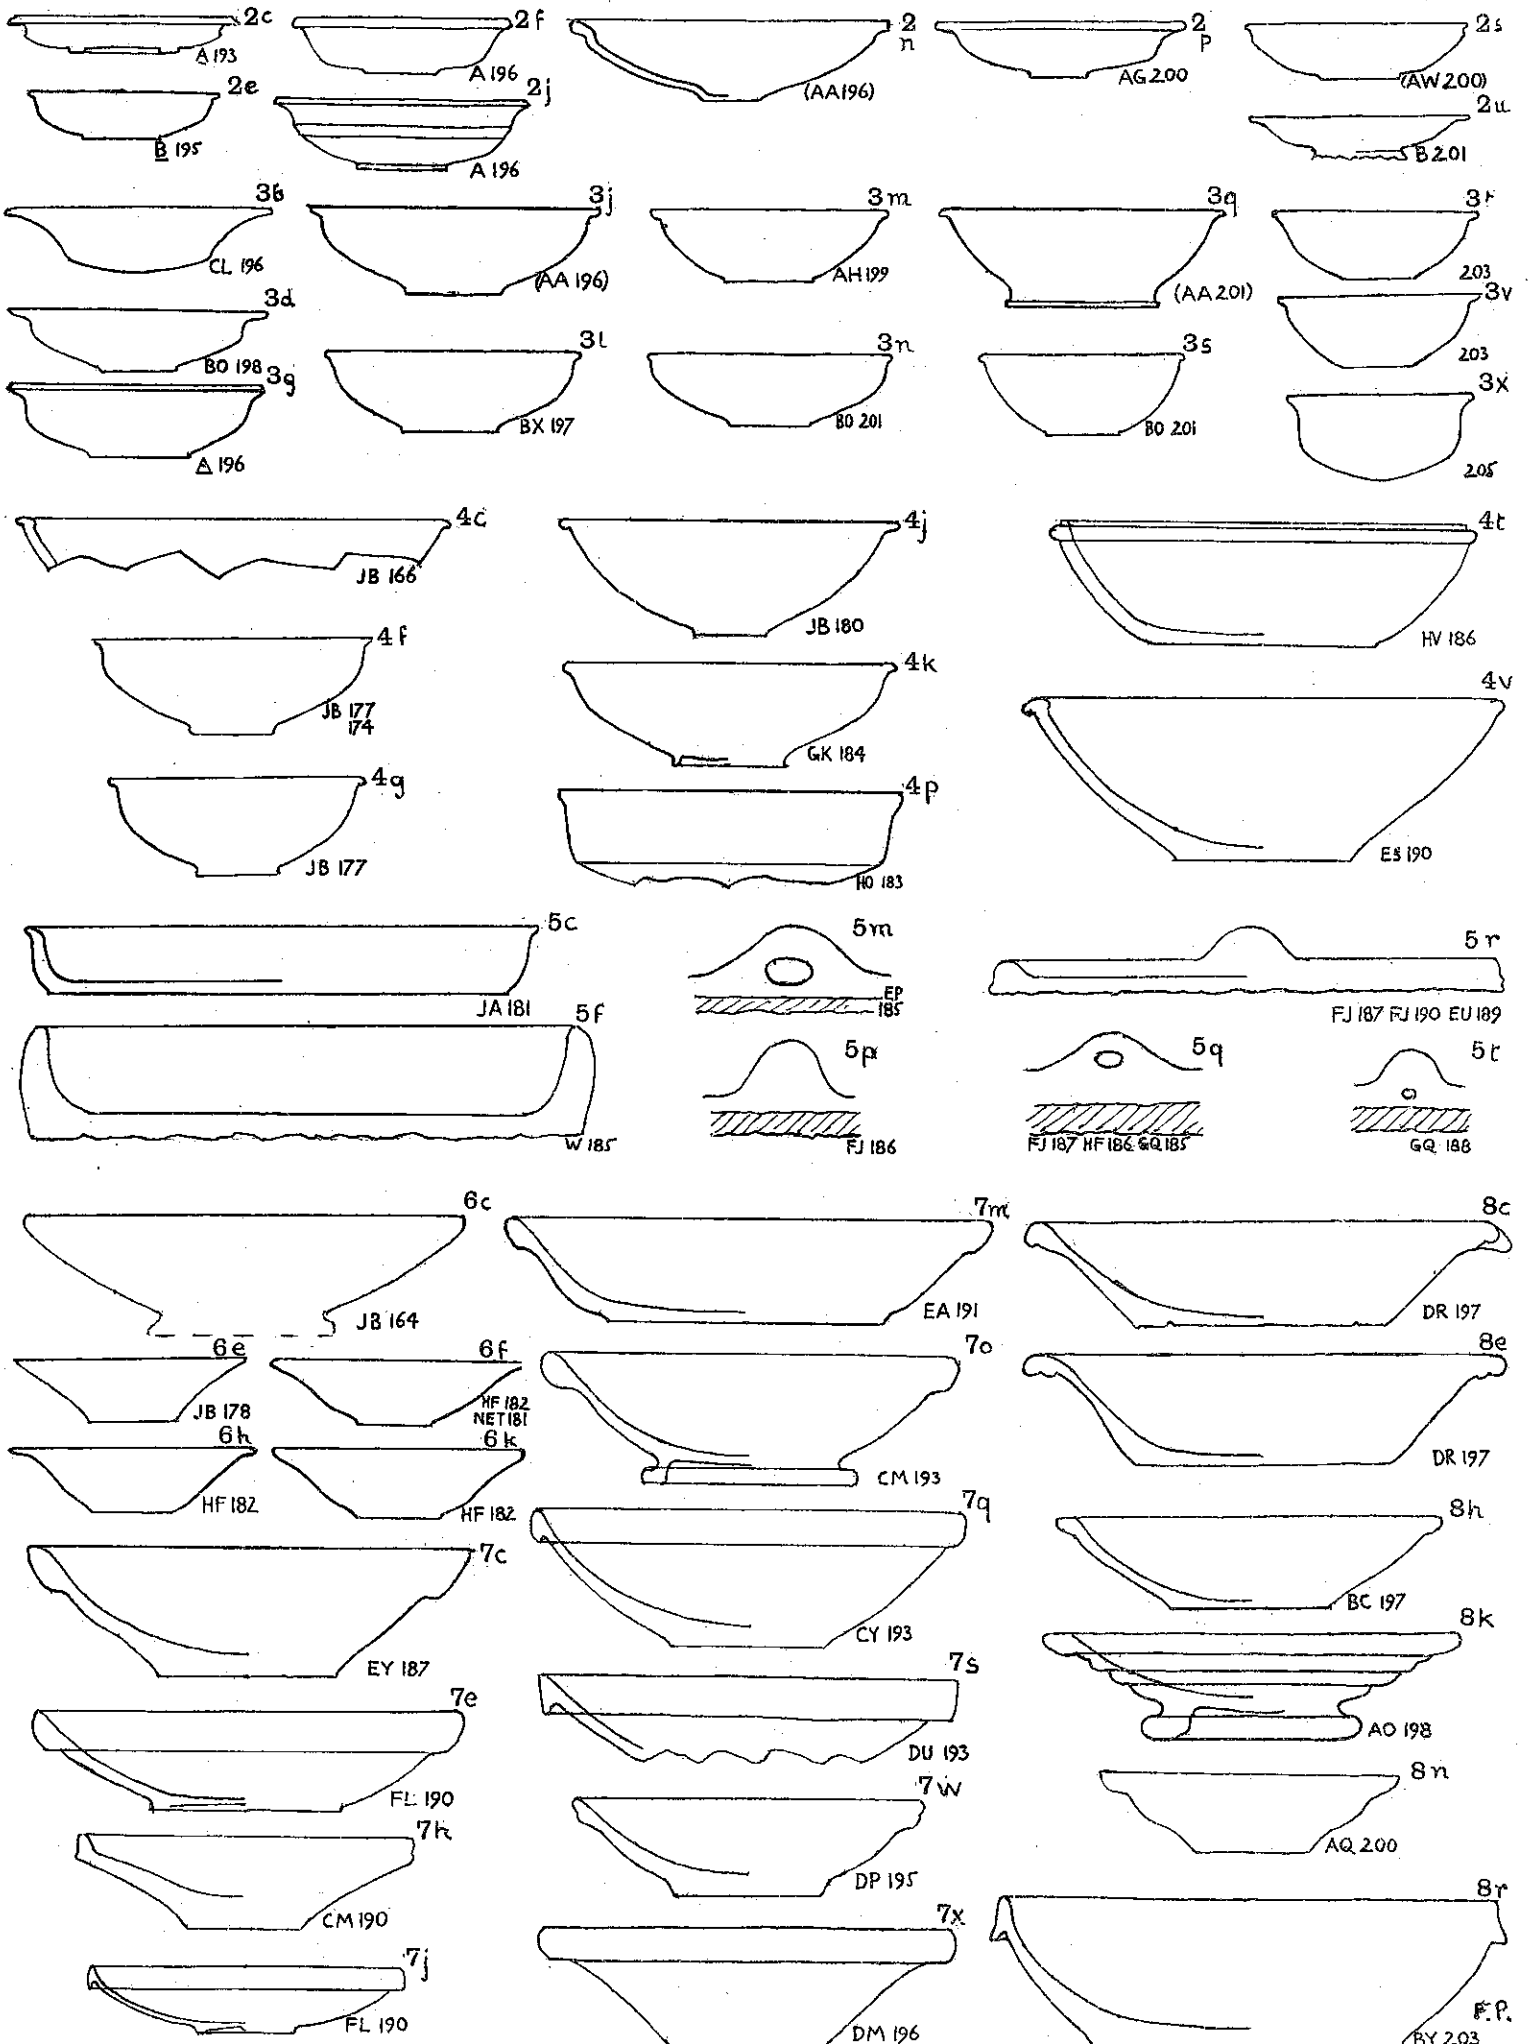 2c
A 193
2f
A 196
2n
(AA196)
2p
AG 200
2s
(AW 200)
2e
B 195
2j
A 196
2u
B 201
3b
CL 196
3j
(AA 196)
3m
AH 199
3q
(AA 201)
3t
203
3d
BO 198
3l
BX 197
3n
BO 201
3s
BO 201
3v
203
3g
A 196
3x
205
4c
JB 166
4j
JB 180
4t
HV 186
4f
JB 177
174
4k
GK 184
4v
ES 190
4g
JB 177
4p
HO 183
5c
JA 181
5m
EP
185
5r
FJ 187 FJ 190 EU 189
5f
W 185
5p
FJ 186
5q
FJ 187 HF 186 GQ 185
5t
GQ 188
6c
JB 164
7m
EA 191
8c
DR 197
6e
JB 178
6f
HF 182
NET 181
7o
CM 193
8e
DR 197
6h
HF 182
6k
HF 182
7q
CY 193
8h
BC 197
7c
EY 187
7s
DU 193
8k
AO 198
7e
FL 190
7w
DP 195
8n
AQ 200
7h
CM 190
7x
DM 196
8r
F.P.
BY 203
7j
FL 190